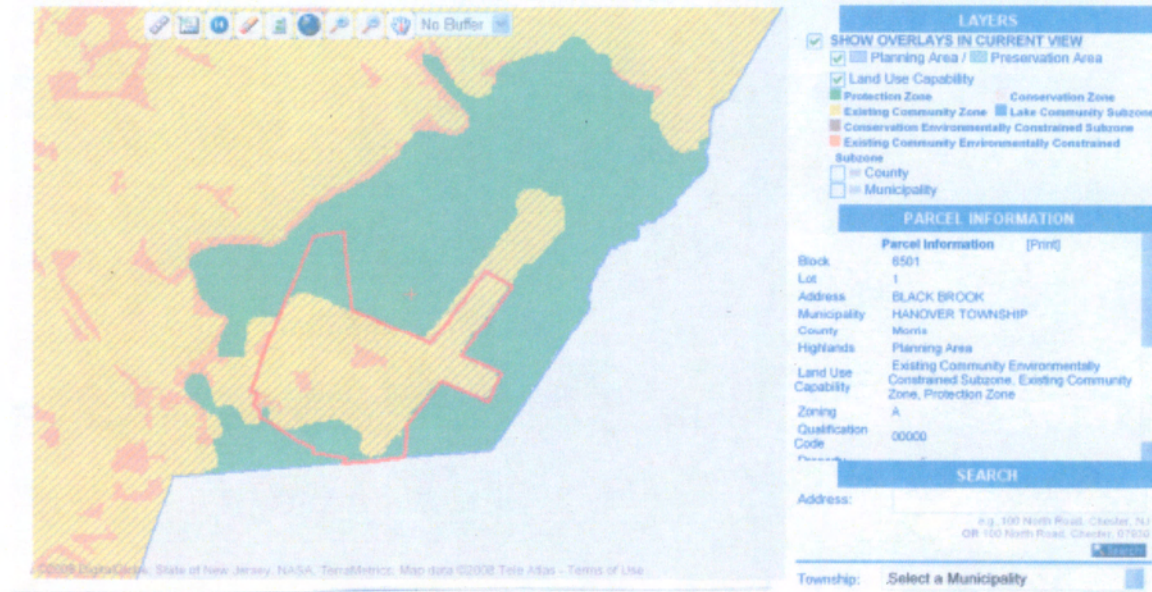 No Buffer
LAYERS
SHOW OVERLAYS IN CURRENT VIEW
Planning Area / Preservation Area
Land Use Capability
Protection Zone Conservation Zone
Existing Community Zone Lake Community Subzone
Conservation Environmentally Constrained Subzone
Existing Community Environmentally Constrained
Subzone
County
Municipality
PARCEL INFORMATION
Parcel Information [Print]
Block 6501
Lot 1
Address BLACK BROOK
Municipality HANOVER TOWNSHIP
County Morris
Highlands Planning Area
Land Use Capability Existing Community Environmentally
Constrained Subzone, Existing Community
Zone, Protection Zone
Zoning A
Qualification
Code 00000
SEARCH
Address:
e.g. 100 North Road, Chester, NJ
OR 100 North Road, Chester, 07930
Search
Township: Select a Municipality
©2008 DigitalGlobe, State of New Jersey, NASA, TerraMetrics, Map data ©2008 Tele Atlas - Terms of Use